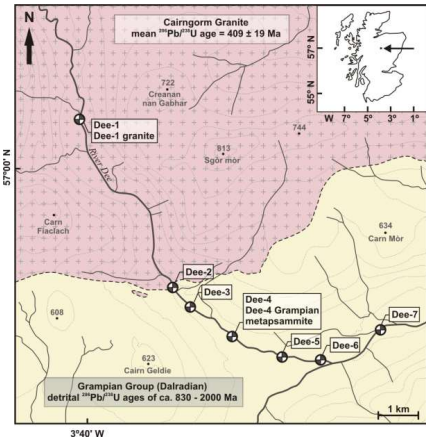 N
Cairngorm Granite
mean ²⁰⁶Pb/²³⁸U age = 409 ± 19 Ma
57°
55°
W 7° 5° 3° 1°
722
Creanan
nan Gabhar
Dee-1
Dee-1 granite
744
813
Sgòr mòr
57°00' N
River Dee
Carn
Fiaclach
634
Carn Mòr
Dee-2
Dee-3
Dee-4
Dee-4 Grampian
metapsammite
Dee-7
608
Dee-5
Dee-6
623
Cairn Geldie
Grampian Group (Dalradian)
detrital ²⁰⁶Pb/²³⁸U ages of ca. 830 - 2000 Ma
1 km
3°40' W